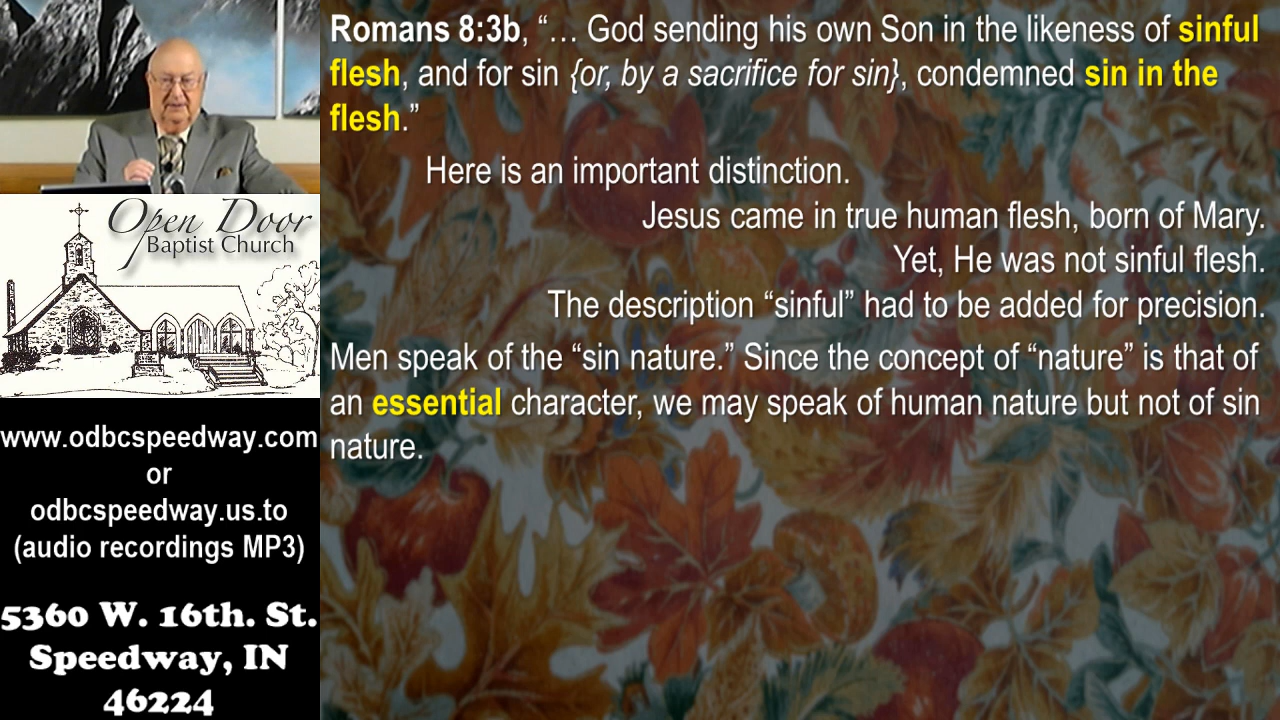 Open Door
Baptist Church
www.odbcspeedway.com
or
odbcspeedway.us.to
(audio recordings MP3)
5360 W. 16th. St.
Speedway, IN
46224
Romans 8:3b, “… God sending his own Son in the likeness of sinful
flesh, and for sin {or, by a sacrifice for sin}, condemned sin in the
flesh.”
Here is an important distinction.
Jesus came in true human flesh, born of Mary.
Yet, He was not sinful flesh.
The description “sinful” had to be added for precision.
Men speak of the “sin nature.” Since the concept of “nature” is that of
an essential character, we may speak of human nature but not of sin
nature.